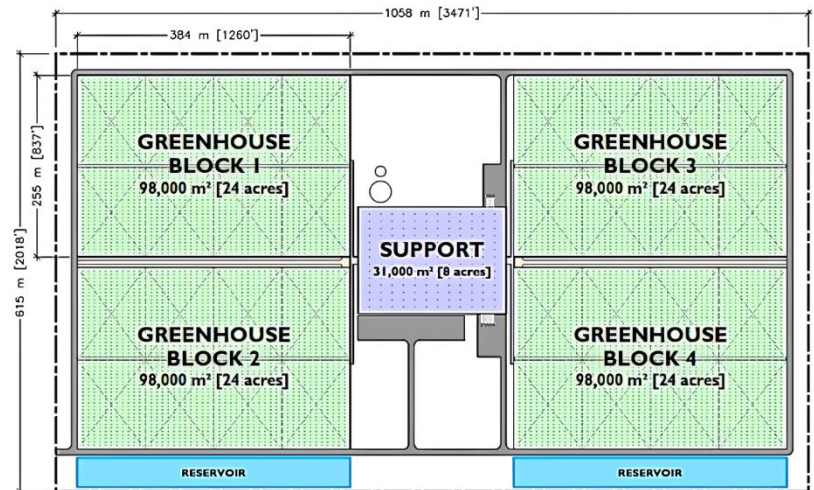 1058 m [3471']
384 m [1260']
255 m [837']
615 m [2018']
GREENHOUSE
BLOCK 1
98,000 m² [24 acres]
GREENHOUSE
BLOCK 3
98,000 m² [24 acres]
SUPPORT
31,000 m² [8 acres]
GREENHOUSE
BLOCK 2
98,000 m² [24 acres]
GREENHOUSE
BLOCK 4
98,000 m² [24 acres]
RESERVOIR
RESERVOIR